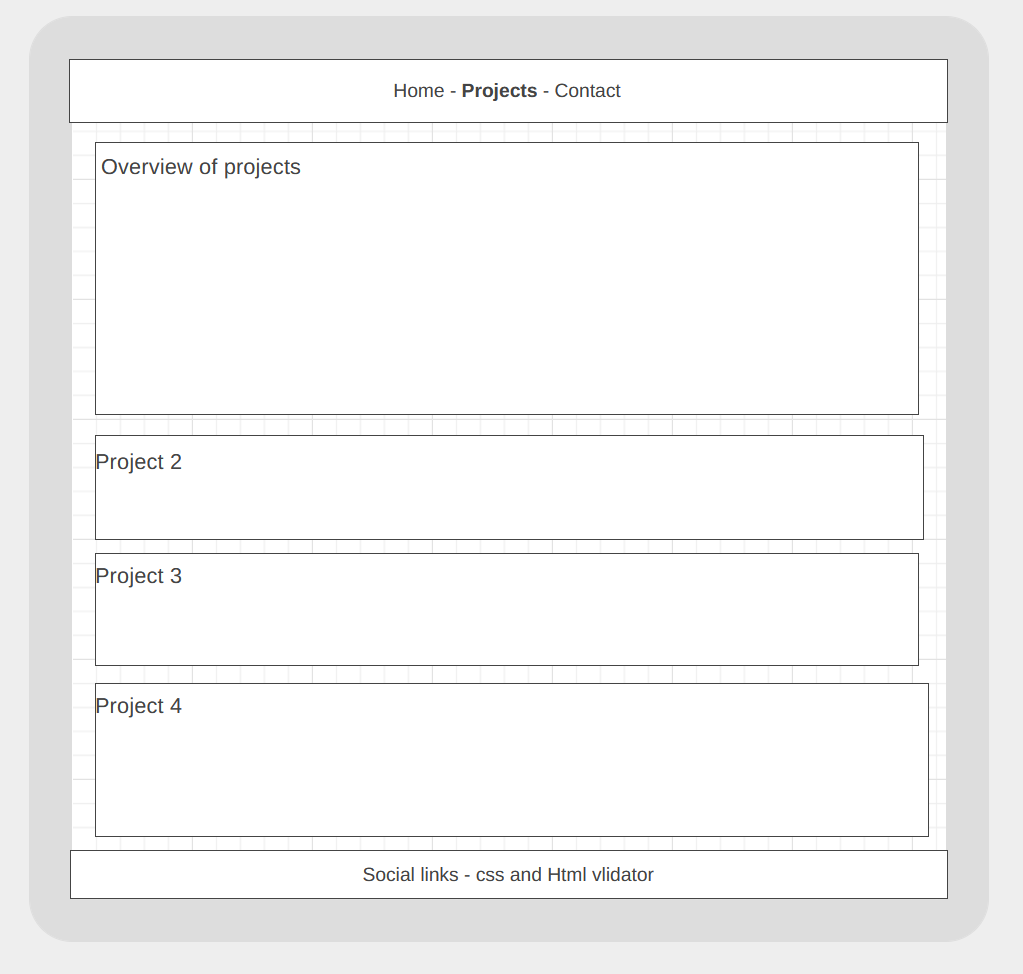 Home - Projects - Contact
Overview of projects
Project 2
Project 3
Project 4
Social links - css and Html vlidator